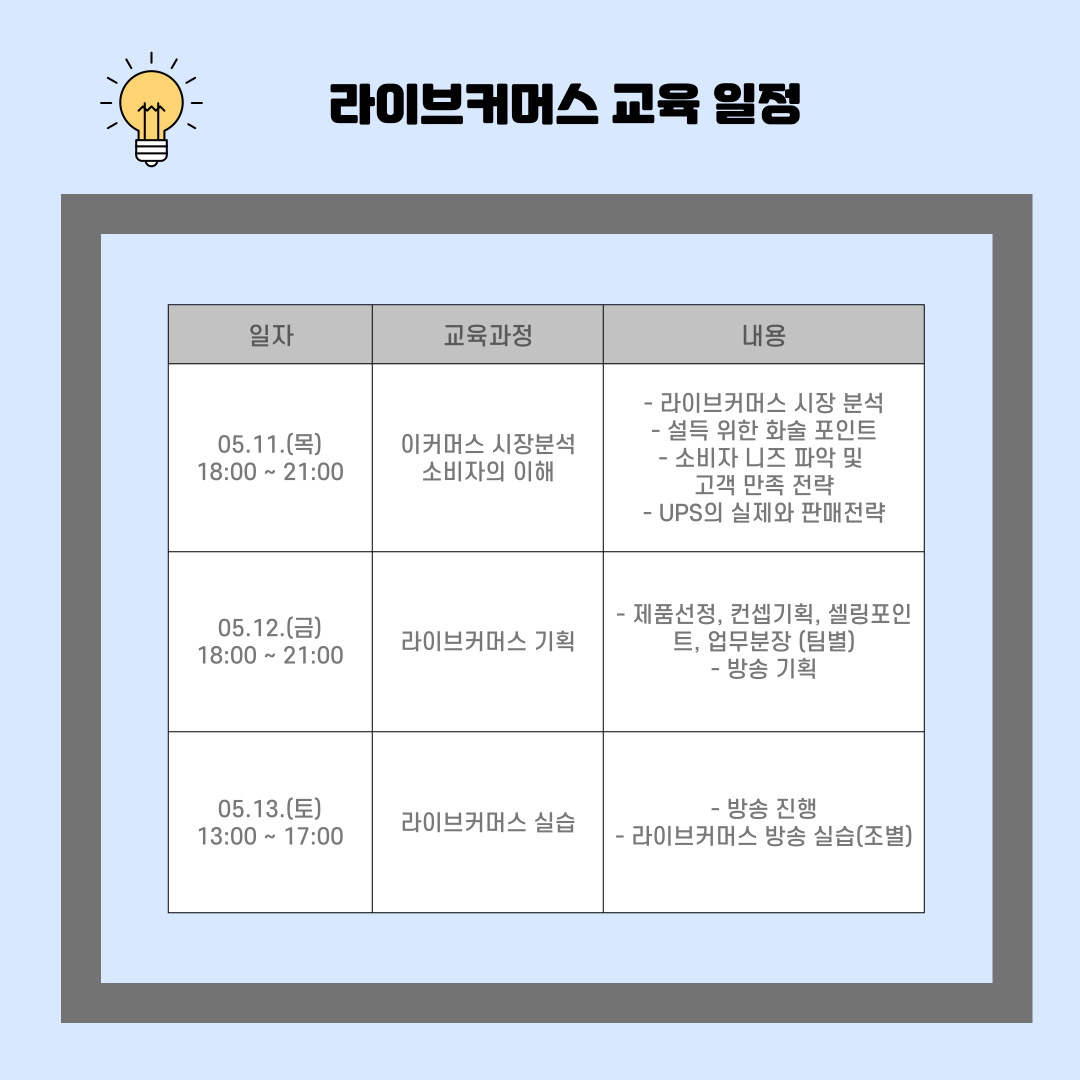 라이브커머스 교육 일정
일자
교육과정
내용
05.11.(목)
18:00 ~ 21:00
이커머스 시장분석
소비자의 이해
- 라이브커머스 시장 분석
- 설득 위한 화술 포인트
- 소비자 니즈 파악 및
고객 만족 전략
- UPS의 실제와 판매전략
05.12.(금)
18:00 ~ 21:00
라이브커머스 기획
- 제품선정, 컨셉기획, 셀링포인
트, 업무분장 (팀별)
- 방송 기획
05.13.(토)
13:00 ~ 17:00
라이브커머스 실습
- 방송 진행
- 라이브커머스 방송 실습(조별)